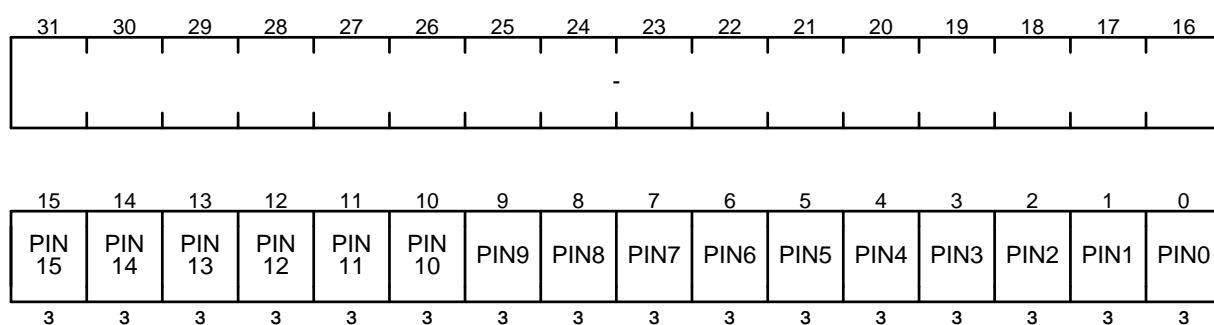 31 30 29 28 27 26 25 24 23 22 21 20 19 18 17 16
-
15 14 13 12 11 10 9 8 7 6 5 4 3 2 1 0
PIN 15 PIN 14 PIN 13 PIN 12 PIN 11 PIN 10 PIN9 PIN8 PIN7 PIN6 PIN5 PIN4 PIN3 PIN2 PIN1 PIN0
3 3 3 3 3 3 3 3 3 3 3 3 3 3 3 3